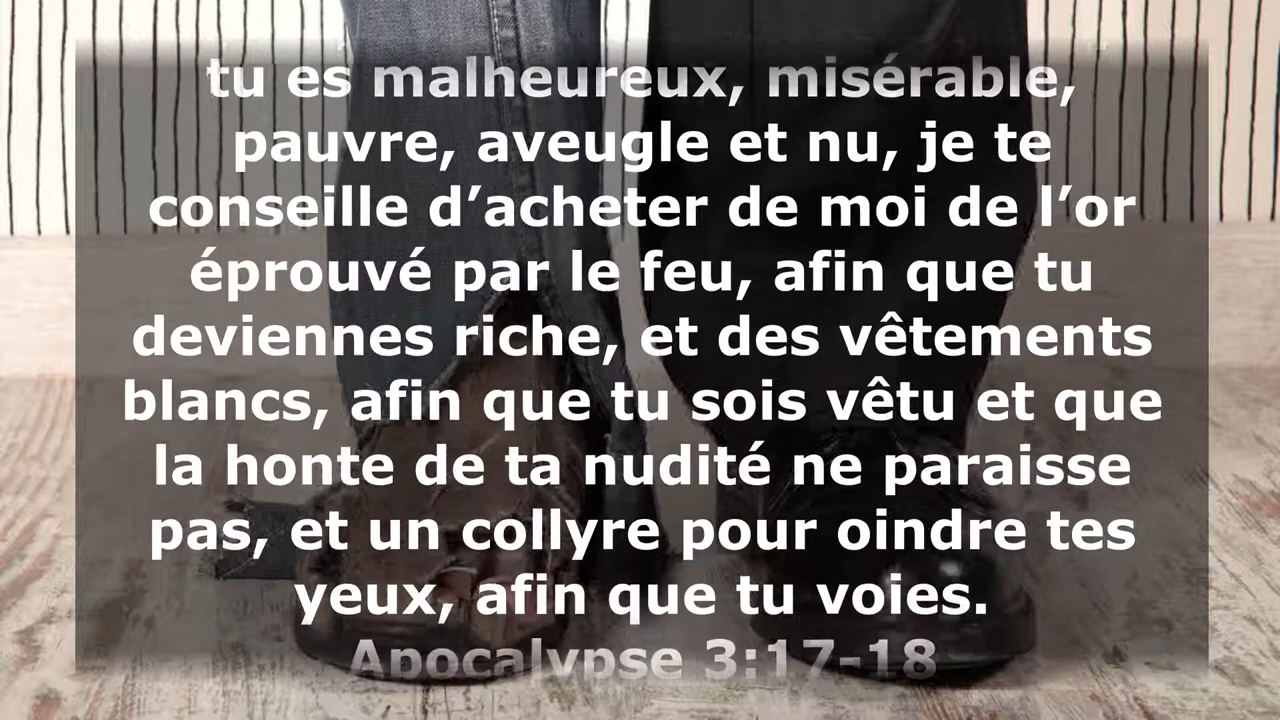 tu es malheureux, misérable,
pauvre, aveugle et nu, je te
conseille d’acheter de moi de l’or
éprouvé par le feu, afin que tu
deviennes riche, et des vêtements
blancs, afin que tu sois vêtu et que
la honte de ta nudité ne paraisse
pas, et un collyre pour oindre tes
yeux, afin que tu voies.
Apocalypse 3:17-18